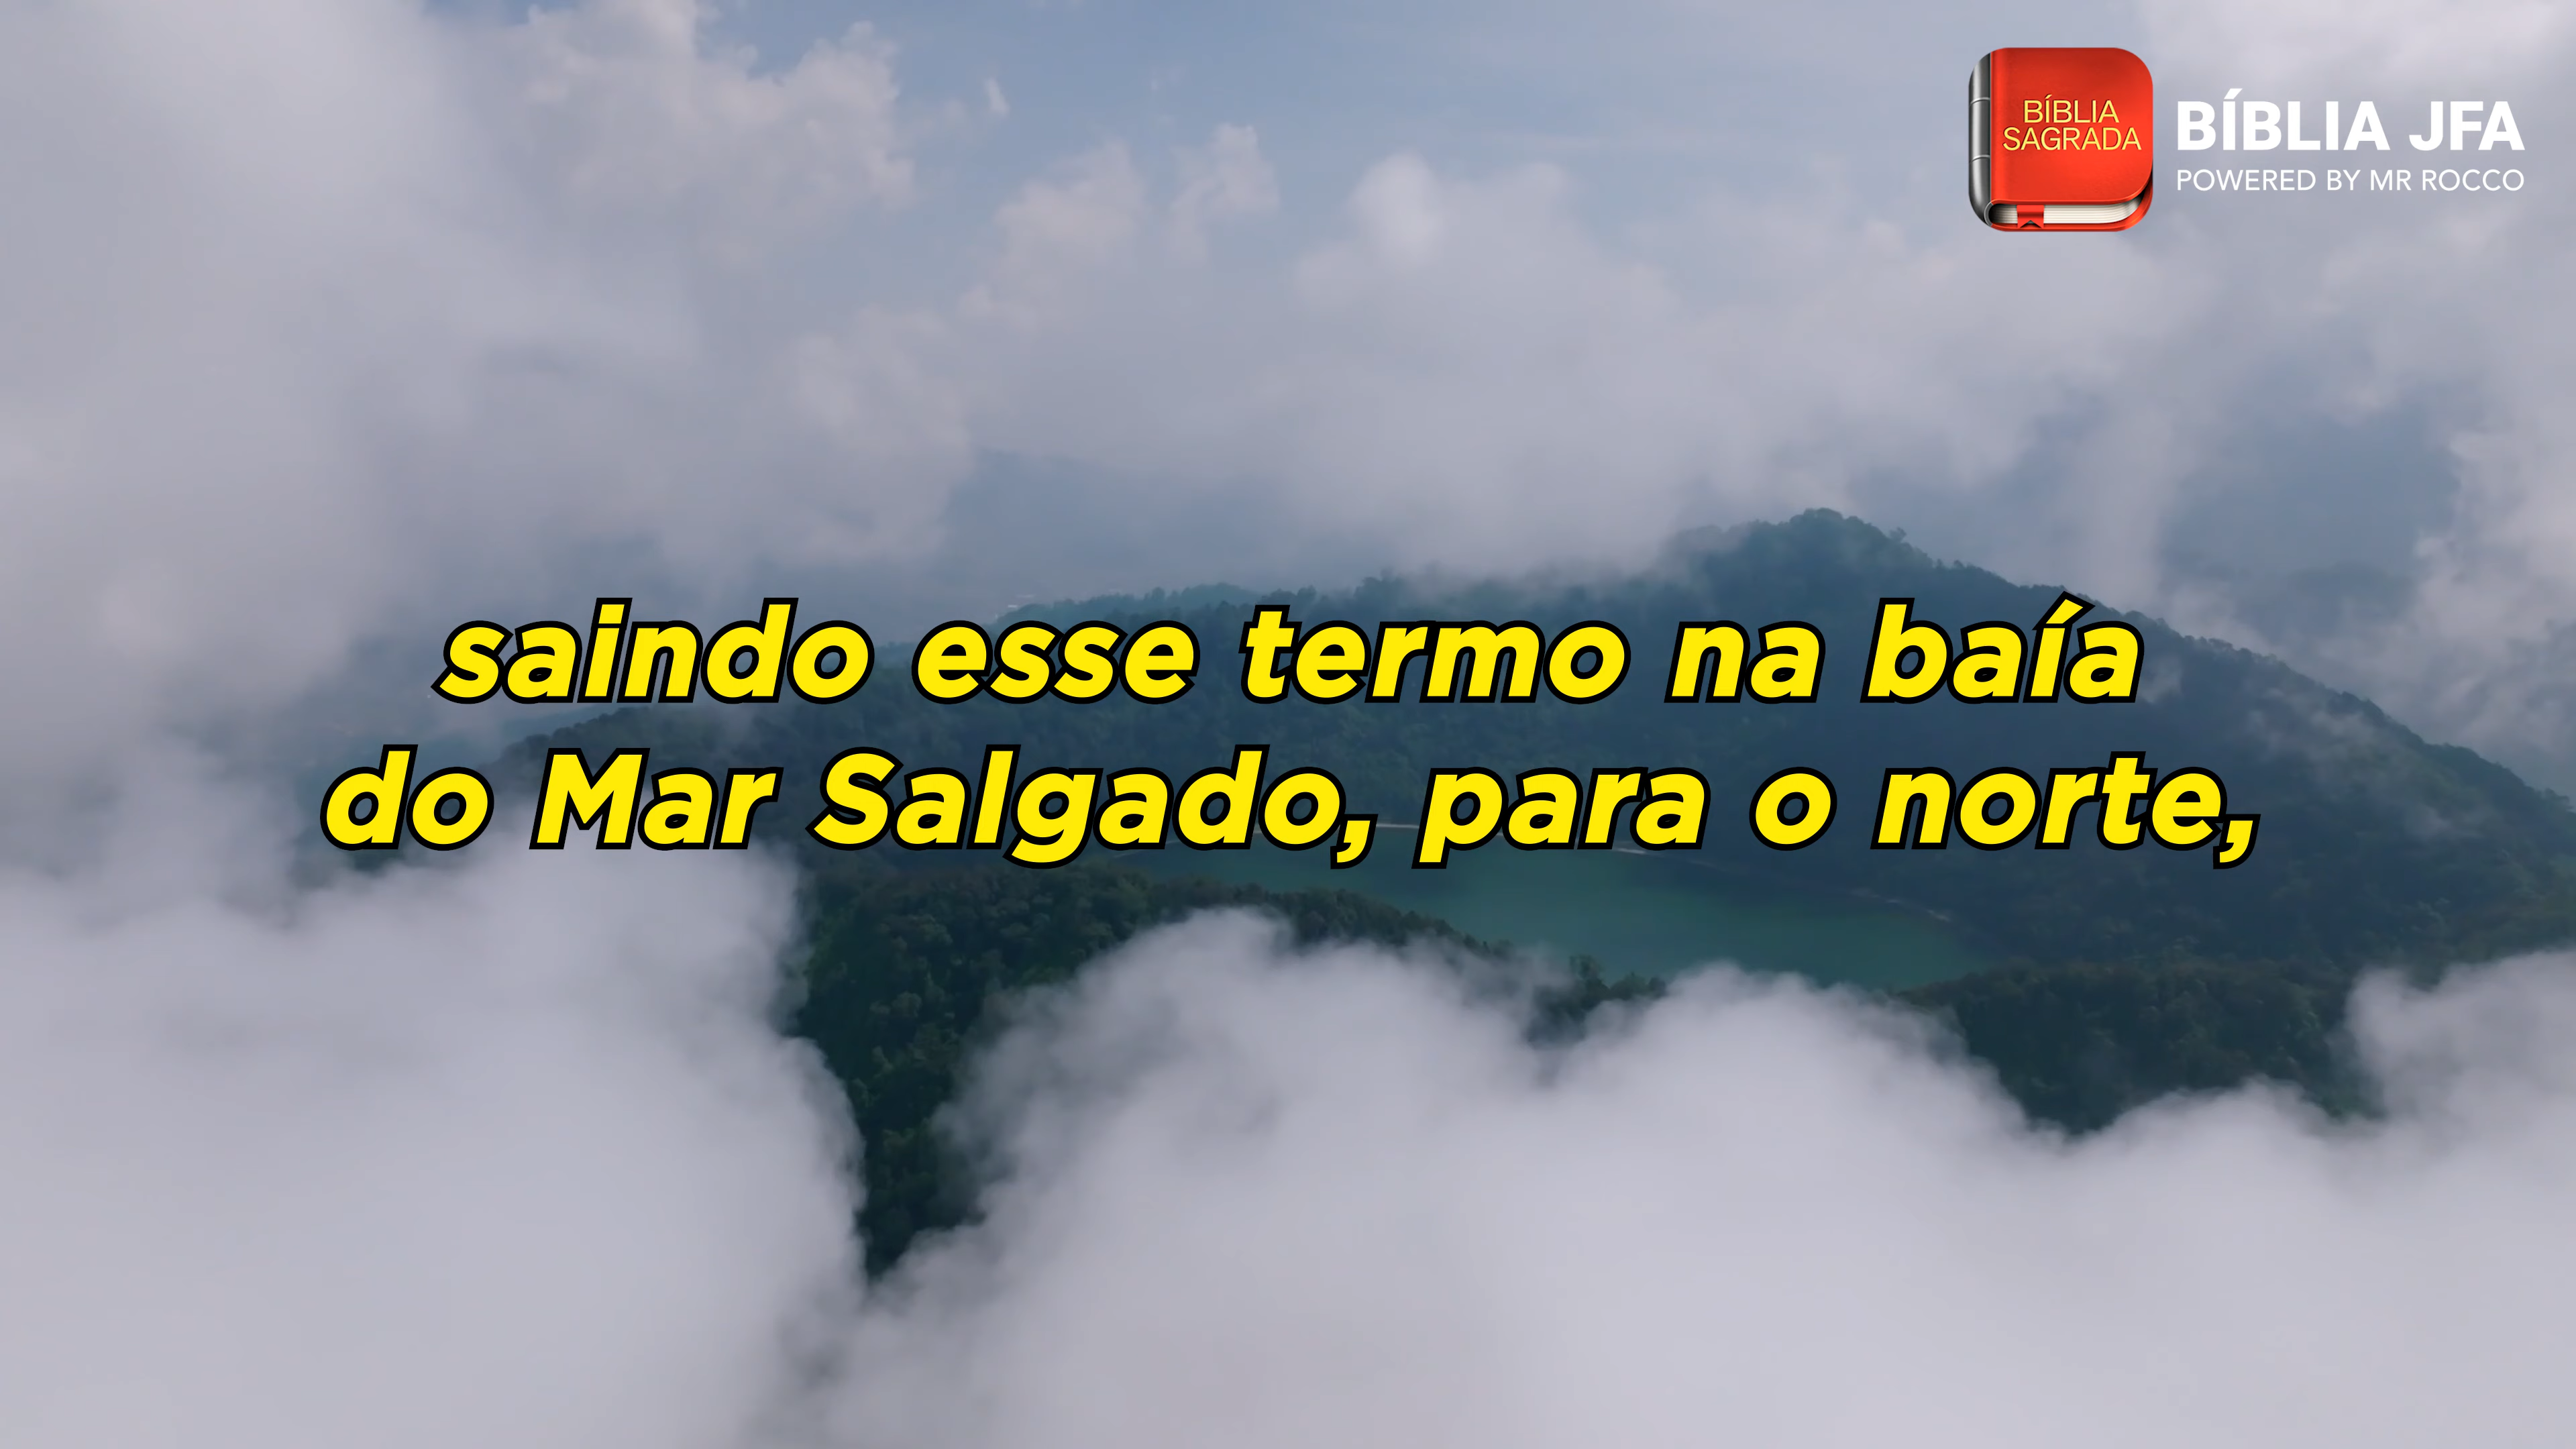 BÍBLIA
SAGRADA
BÍBLIA JFA
POWERED BY MR ROCCO
saindo esse termo na baía
do Mar Salgado, para o norte,